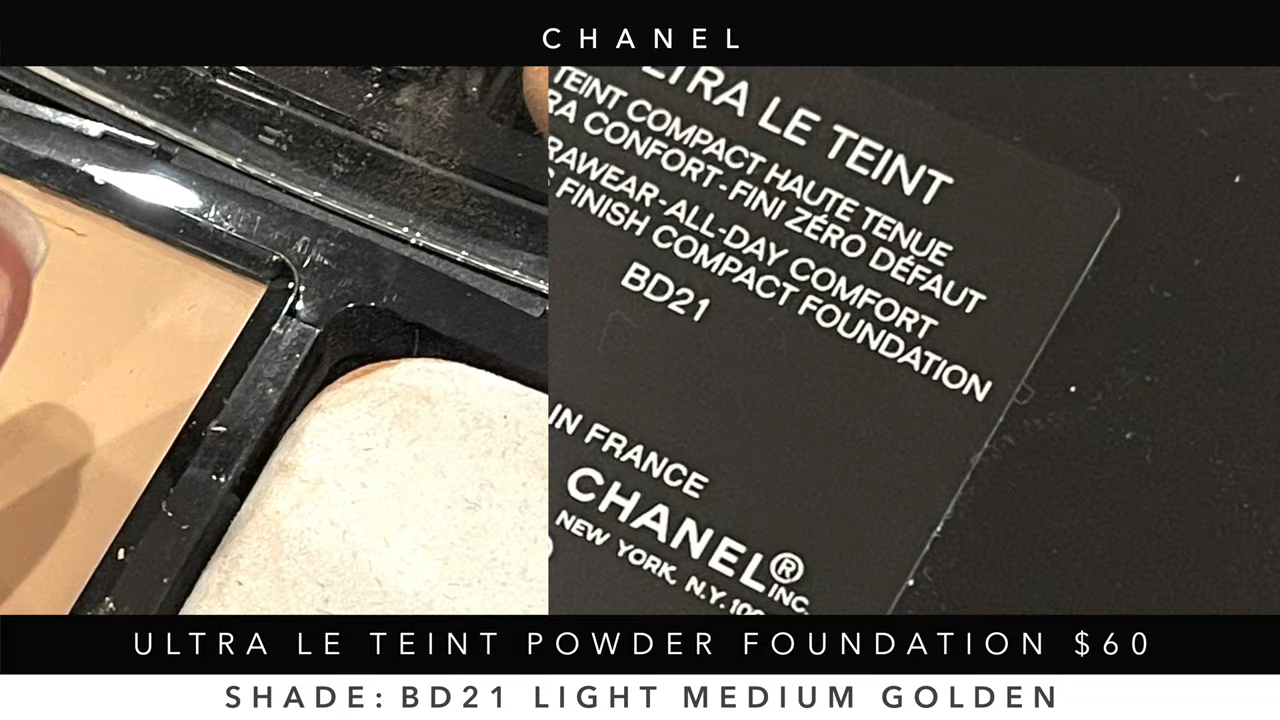 CHANEL
ULTRA LE TEINT
TEINT COMPACT HAUTE TENUE
CONFORT - FINI ZÉRO DÉFAUT
ALL-DAY COMFORT
FINISH COMPACT FOUNDATION
BD21
IN FRANCE
CHANEL®
INC.
NEW YORK, N.Y.
ULTRA LE TEINT POWDER FOUNDATION $60
SHADE: BD21 LIGHT MEDIUM GOLDEN